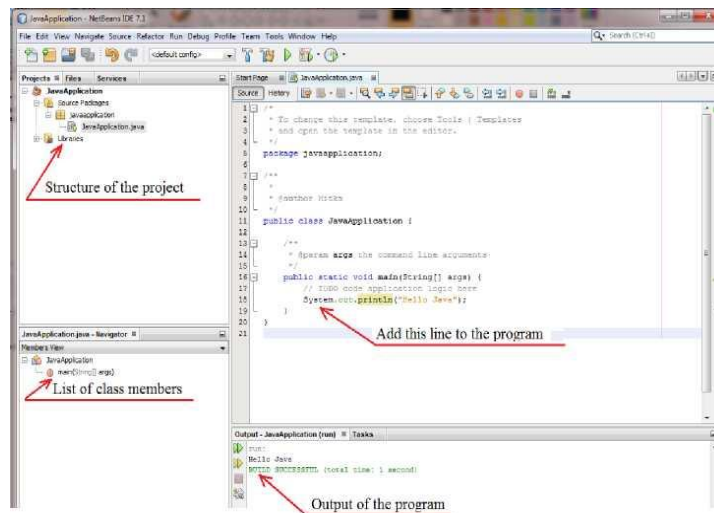 JavaApplication - NetBeans IDE 7.1
File Edit View Navigate Source Refactor Run Debug Profile Team Tools Window Help
Search (Ctrl+I)
<default config>
Projects Files Services
JavaApplication
Source Packages
javaapplication
JavaApplication.java
Libraries
Structure of the project
Start Page JavaApplication.java
Source History
1 /*
2 * To change this template, choose Tools | Templates
3 * and open the template in the editor.
4 */
5 package javaapplication;
6
7 /**
8 *
9 * @author
10 */
11 public class JavaApplication {
12
13 /**
14 * @param args the command line arguments
15 */
16 public static void main(String[] args) {
17 // TODO code application logic here
18 System.out.println("Hello Java");
19 }
20 }
21
Add this line to the program
JavaApplication.java - Navigator
Members View
JavaApplication
main(String[] args)
List of class members
Output - JavaApplication (run) Tasks
run:
Hello Java
BUILD SUCCESSFUL (total time: 1 second)
Output of the program